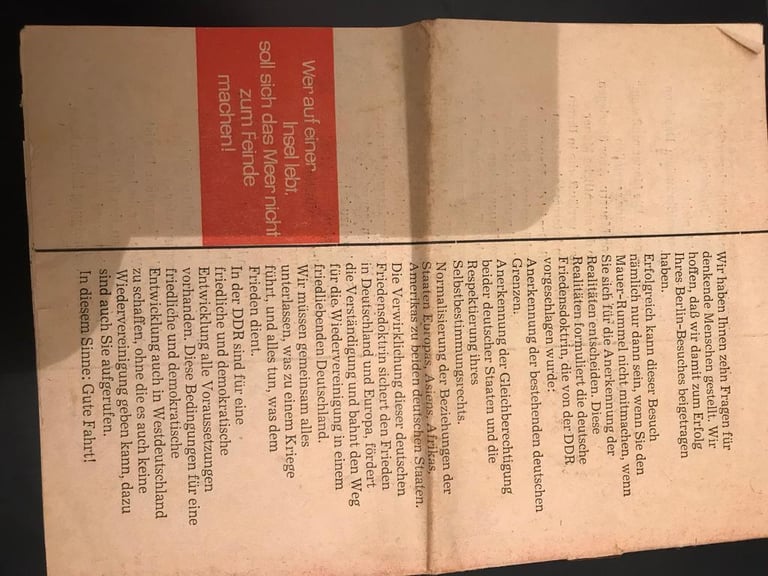 Wer auf einer
Insel lebt,
soll sich das Meer nicht
zum Feinde
machen!
Wir haben Ihnen zehn Fragen für
denkende Menschen gestellt. Wir
hoffen, daß wir damit zum Erfolg
Ihres Berlin-Besuches beigetragen
haben.
Erfolgreich kann dieser Besuch
nämlich nur dann sein, wenn Sie den
Mauer-Rummel nicht mitmachen, wenn
Sie sich für die Anerkennung der
Realitäten entscheiden. Diese
Realitäten formuliert die deutsche
Friedensdoktrin, die von der DDR
vorgeschlagen wurde:
Anerkennung der bestehenden deutschen
Grenzen.
Anerkennung der Gleichberechtigung
beider deutscher Staaten und die
Respektierung ihres
Selbstbestimmungsrechts.
Normalisierung der Beziehungen der
Staaten Europas, Asiens, Afrikas,
Amerikas zu beiden deutschen Staaten.
Die Verwirklichung dieser deutschen
Friedensdoktrin sichert den Frieden
in Deutschland und Europa, fördert
die Verständigung und bahnt den Weg
für die Wiedervereinigung in einem
friedliebenden Deutschland.
Wir müssen gemeinsam alles
unterlassen, was zu einem Kriege
führt, und alles tun, was dem
Frieden dient.
In der DDR sind für eine
friedliche und demokratische
Entwicklung alle Voraussetzungen
vorhanden. Diese Bedingungen für eine
friedliche und demokratische
Entwicklung auch in Westdeutschland
zu schaffen, ohne die es auch keine
Wiedervereinigung geben kann, dazu
sind auch Sie aufgerufen.
In diesem Sinne: Gute Fahrt!